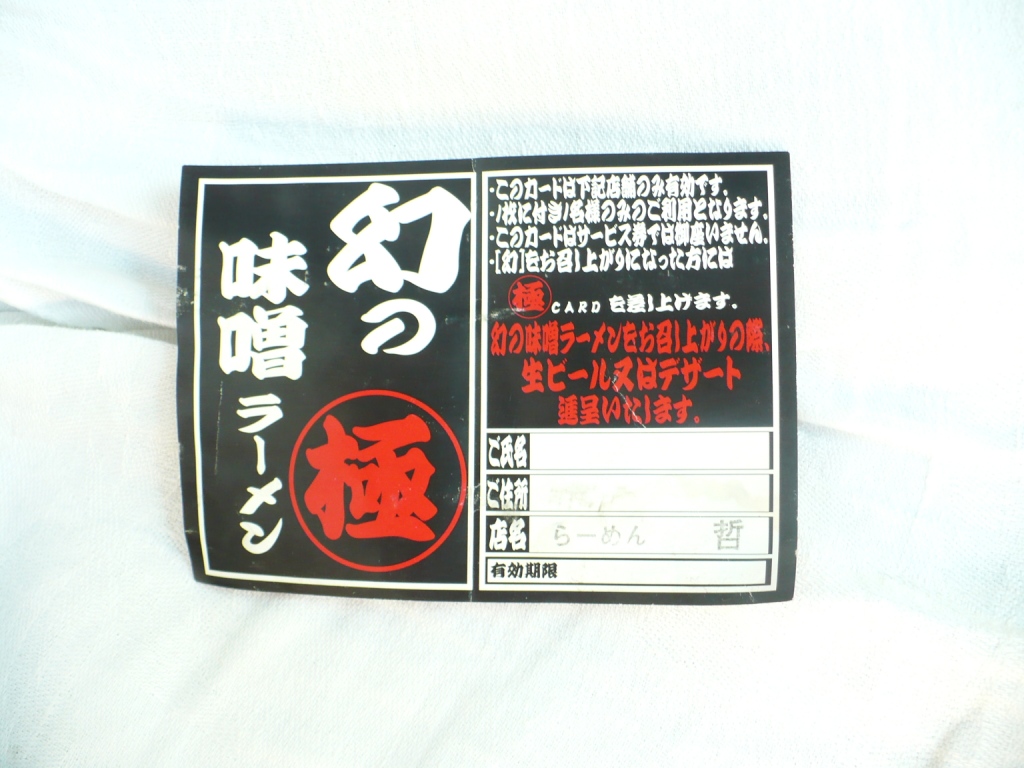 幻の
味噌
ラーメン
極
・このカードは下記店舗のみ有効です。
・1枚に付き1名様のみのご利用となります。
・このカードはサービス券では御座いません。
・[幻]をお召し上がりになった方には
極CARDを差し上げます。
幻の味噌ラーメンをお召し上がりの際、
生ビール又はデザート
進呈いたします。
ご氏名
ご住所
店名 らーめん 哲
有効期限